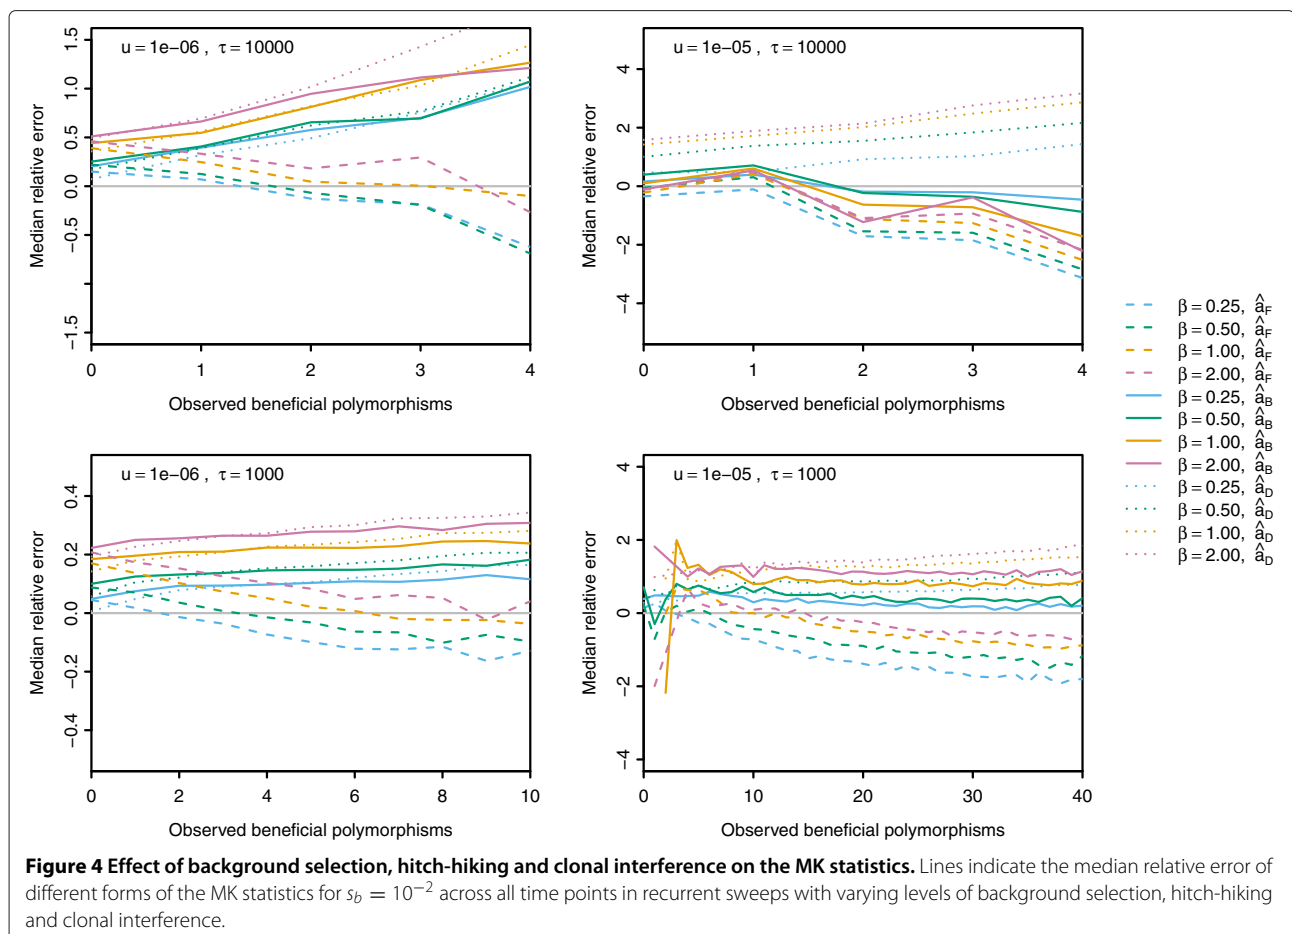 u = 1e−06 , τ = 10000
Median relative error
1.5
1.0
0.5
0.0
−0.5
−1.5
0 1 2 3 4
Observed beneficial polymorphisms
u = 1e−05 , τ = 10000
Median relative error
4
2
0
−2
−4
0 1 2 3 4
Observed beneficial polymorphisms
u = 1e−06 , τ = 1000
Median relative error
0.4
0.2
0.0
−0.2
−0.4
0 2 4 6 8 10
Observed beneficial polymorphisms
u = 1e−05 , τ = 1000
Median relative error
4
2
0
−2
−4
0 10 20 30 40
Observed beneficial polymorphisms
β = 0.25, âF
β = 0.50, âF
β = 1.00, âF
β = 2.00, âF
β = 0.25, âB
β = 0.50, âB
β = 1.00, âB
β = 2.00, âB
β = 0.25, âD
β = 0.50, âD
β = 1.00, âD
β = 2.00, âD
Figure 4 Effect of background selection, hitch-hiking and clonal interference on the MK statistics. Lines indicate the median relative error of
different forms of the MK statistics for s_b = 10⁻² across all time points in recurrent sweeps with varying levels of background selection, hitch-hiking
and clonal interference.